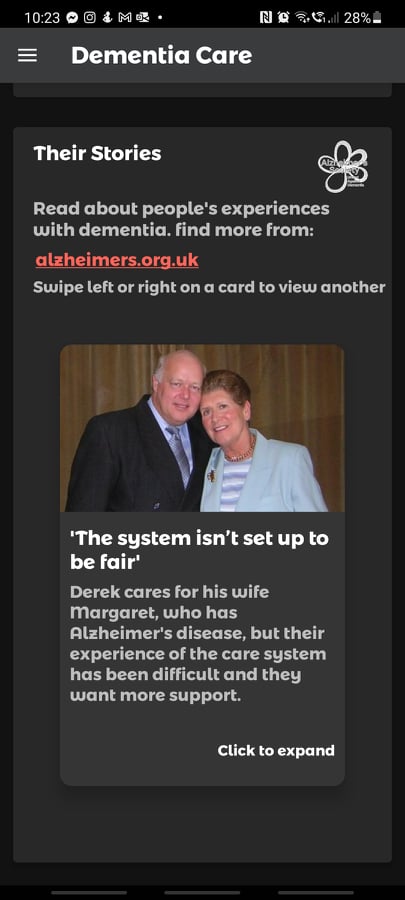 10:23
28%
Dementia Care
Their Stories
Alzheimer's
Society
Read about people's experiences
with dementia. find more from:
alzheimers.org.uk
Swipe left or right on a card to view another
'The system isn’t set up to
be fair'
Derek cares for his wife
Margaret, who has
Alzheimer's disease, but their
experience of the care system
has been difficult and they
want more support.
Click to expand